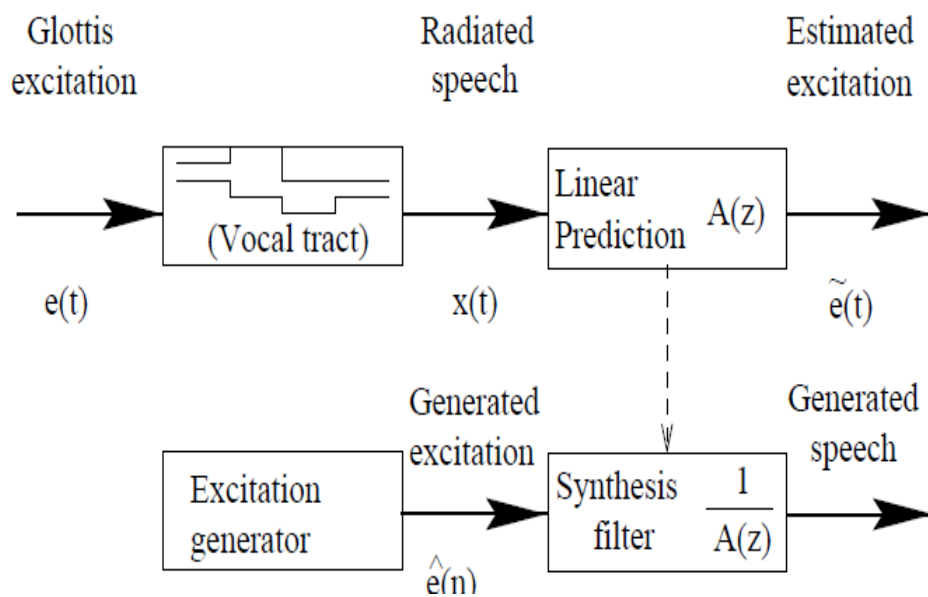 Glottis
excitation
Radiated
speech
Estimated
excitation
(Vocal tract)
Linear
Prediction A(z)
e(t)
x(t)
ẽ(t)
Generated
excitation
Generated
speech
Excitation
generator
Synthesis
filter
1
A(z)
ê(n)